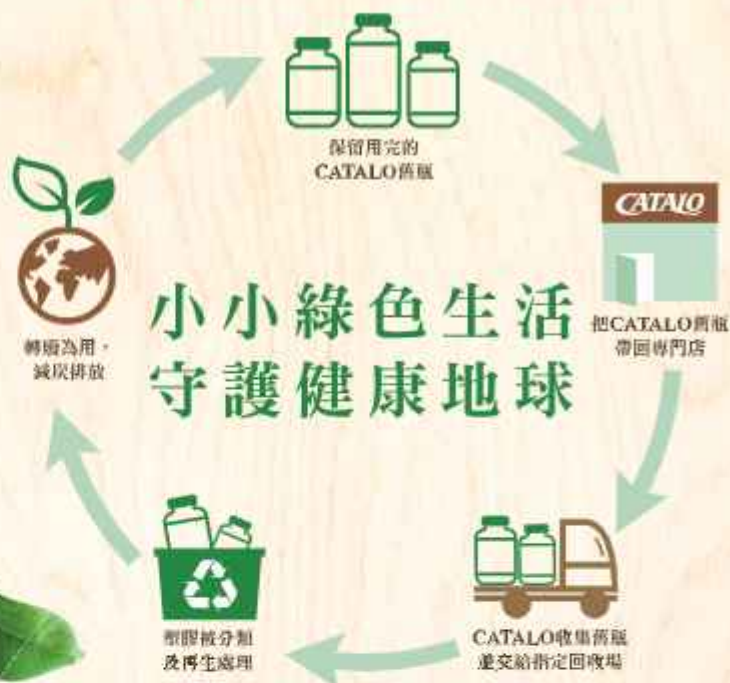 保留用完的
CATALO舊瓶
CATALO
把CATALO舊瓶
帶回專門店
CATALO收集舊瓶
並交給指定回收場
塑膠被分類
及再生處理
轉廢為用，
減炭排放
小小綠色生活
守護健康地球